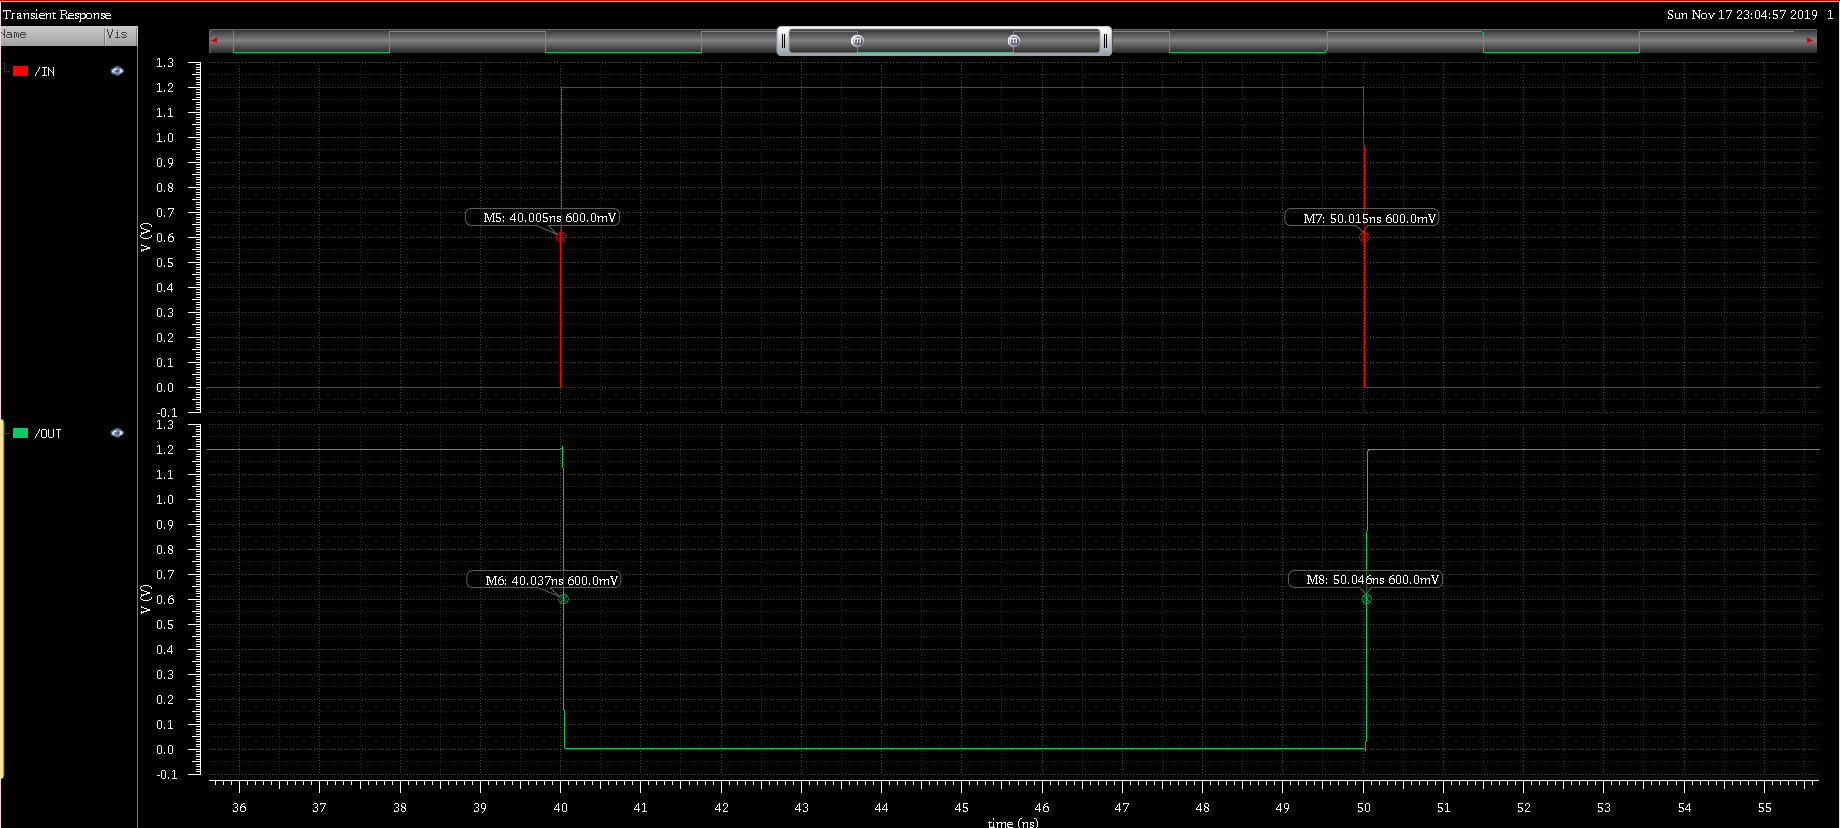 Transient Response
Sun Nov 17 23:04:57 2019 1
Name Vis
/IN
1.3
1.2
1.1
1.0
0.9
0.8
0.7
0.6
0.5
0.4
0.3
0.2
0.1
0.0
-0.1
V (V)
M5: 40.005ns 600.0mV
M7: 50.015ns 600.0mV
/OUT
1.3
1.2
1.1
1.0
0.9
0.8
0.7
0.6
0.5
0.4
0.3
0.2
0.1
0.0
-0.1
V (V)
M6: 40.037ns 600.0mV
M8: 50.046ns 600.0mV
36 37 38 39 40 41 42 43 44 45 46 47 48 49 50 51 52 53 54 55
time (ns)